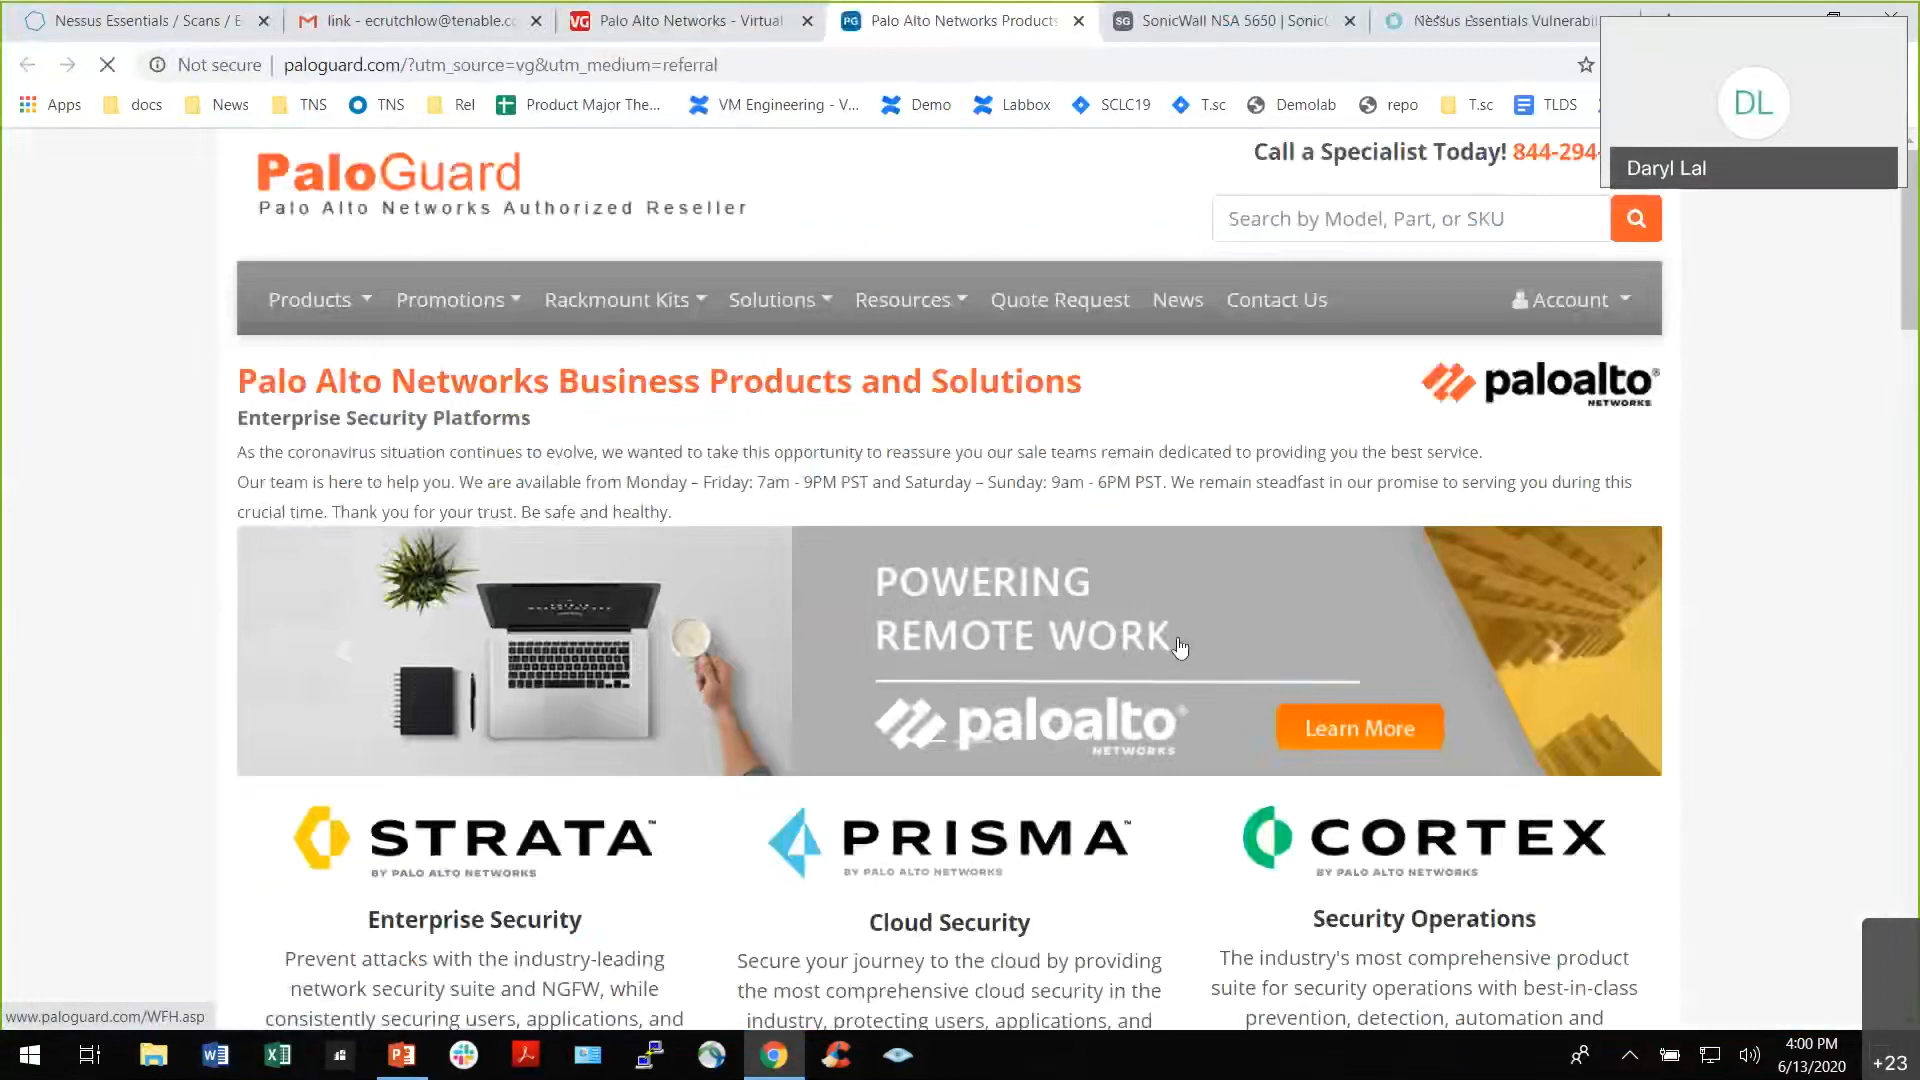 Nessus Essentials / Scans / E
link - ecrutchlow@tenable.co
VG Palo Alto Networks - Virtual
PG Palo Alto Networks Products
SG SonicWall NSA 5650 | Sonic
Nessus Essentials Vulnerabil
Not secure | paloguard.com/?utm_source=vg&utm_medium=referral
Apps docs News TNS TNS Rel Product Major The... VM Engineering - V... Demo Labbox SCLC19 T.sc Demolab repo T.sc TLDS
DL
Daryl Lal
PaloGuard
Palo Alto Networks Authorized Reseller
Call a Specialist Today! 844-294-
Search by Model, Part, or SKU
Products Promotions Rackmount Kits Solutions Resources Quote Request News Contact Us Account
Palo Alto Networks Business Products and Solutions
paloalto®
NETWORKS
Enterprise Security Platforms
As the coronavirus situation continues to evolve, we wanted to take this opportunity to reassure you our sale teams remain dedicated to providing you the best service.
Our team is here to help you. We are available from Monday – Friday: 7am - 9PM PST and Saturday – Sunday: 9am - 6PM PST. We remain steadfast in our promise to serving you during this
crucial time. Thank you for your trust. Be safe and healthy.
POWERING
REMOTE WORK
paloalto®
NETWORKS
Learn More
STRATA™
BY PALO ALTO NETWORKS
PRISMA™
BY PALO ALTO NETWORKS
CORTEX
BY PALO ALTO NETWORKS
Enterprise Security
Cloud Security
Security Operations
Prevent attacks with the industry-leading
network security suite and NGFW, while
consistently securing users, applications, and
Secure your journey to the cloud by providing
the most comprehensive cloud security in the
industry, protecting users, applications, and
The industry's most comprehensive product
suite for security operations with best-in-class
prevention, detection, automation and
www.paloguard.com/WFH.asp
4:00 PM
6/13/2020
+23